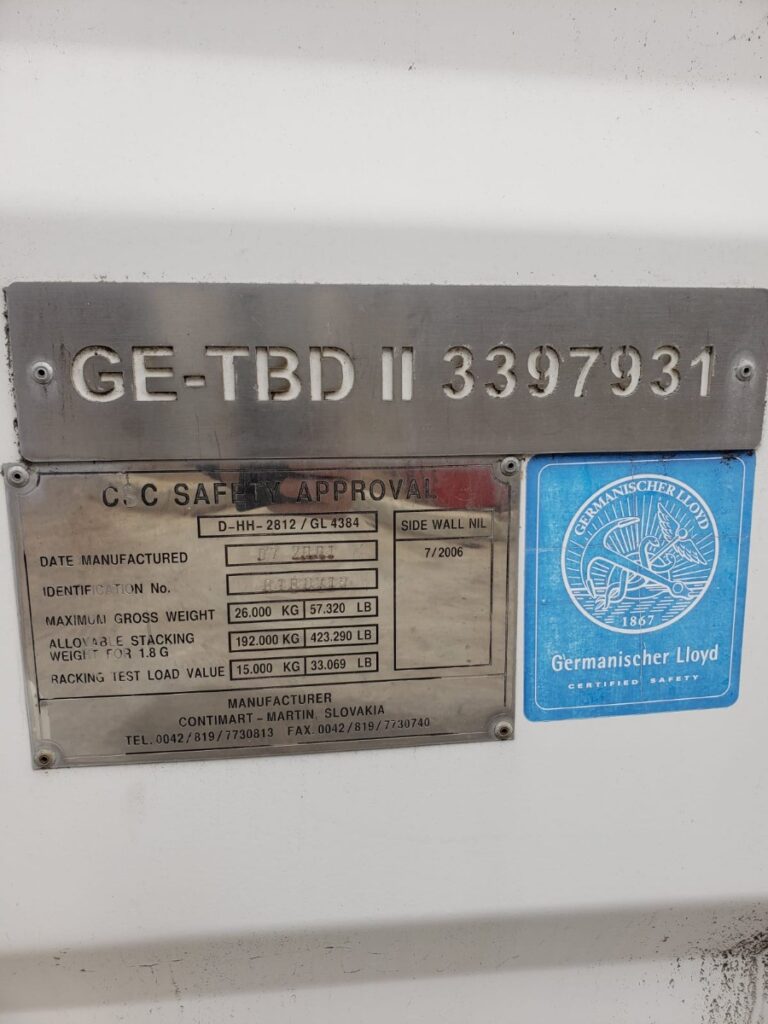 GE-TBD II 3397931
CSC SAFETY APPROVAL
D-HH-2812/GL 4384
DATE MANUFACTURED
IDENTIFICATION No.
MAXIMUM GROSS WEIGHT 26.000 KG 57.320 LB
ALLOWABLE STACKING
WEIGHT FOR 1.8 G 192.000 KG 423.290 LB
RACKING TEST LOAD VALUE 15.000 KG 33.069 LB
SIDE WALL NIL
7/2006
MANUFACTURER
CONTIMART - MARTIN, SLOVAKIA
TEL. 0042/819/7730813 FAX. 0042/819/7730740
GERMANISCHER LLOYD
1867
Germanischer Lloyd
CERTIFIED SAFETY